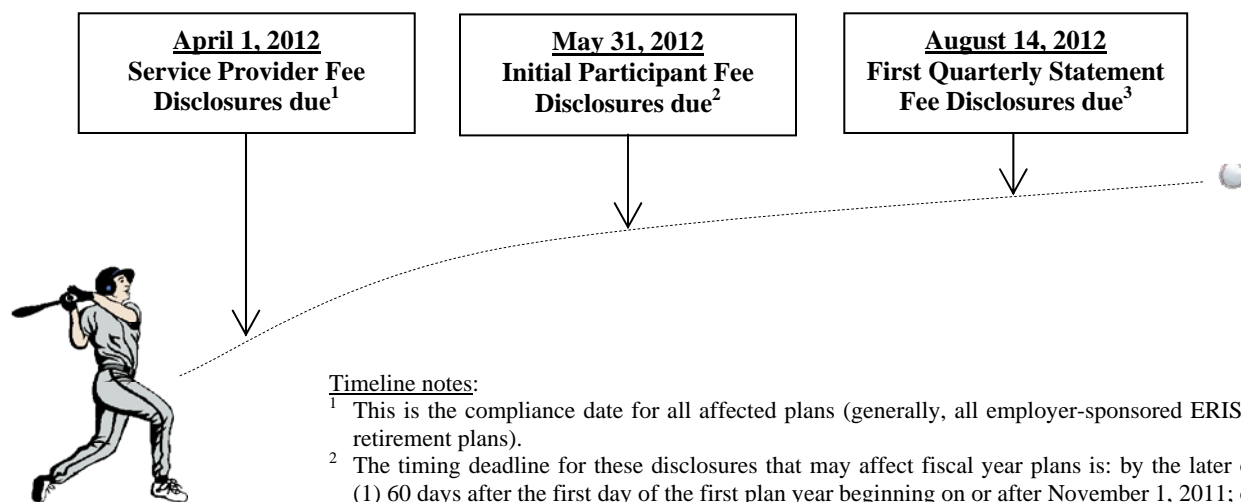 April 1, 2012
Service Provider Fee
Disclosures due1
May 31, 2012
Initial Participant Fee
Disclosures due2
August 14, 2012
First Quarterly Statement
Fee Disclosures due3
Timeline notes:
1 This is the compliance date for all affected plans (generally, all employer-sponsored ERIS
retirement plans).
2 The timing deadline for these disclosures that may affect fiscal year plans is: by the later
(1) 60 days after the first day of the first plan year beginning on or after November 1, 2011;